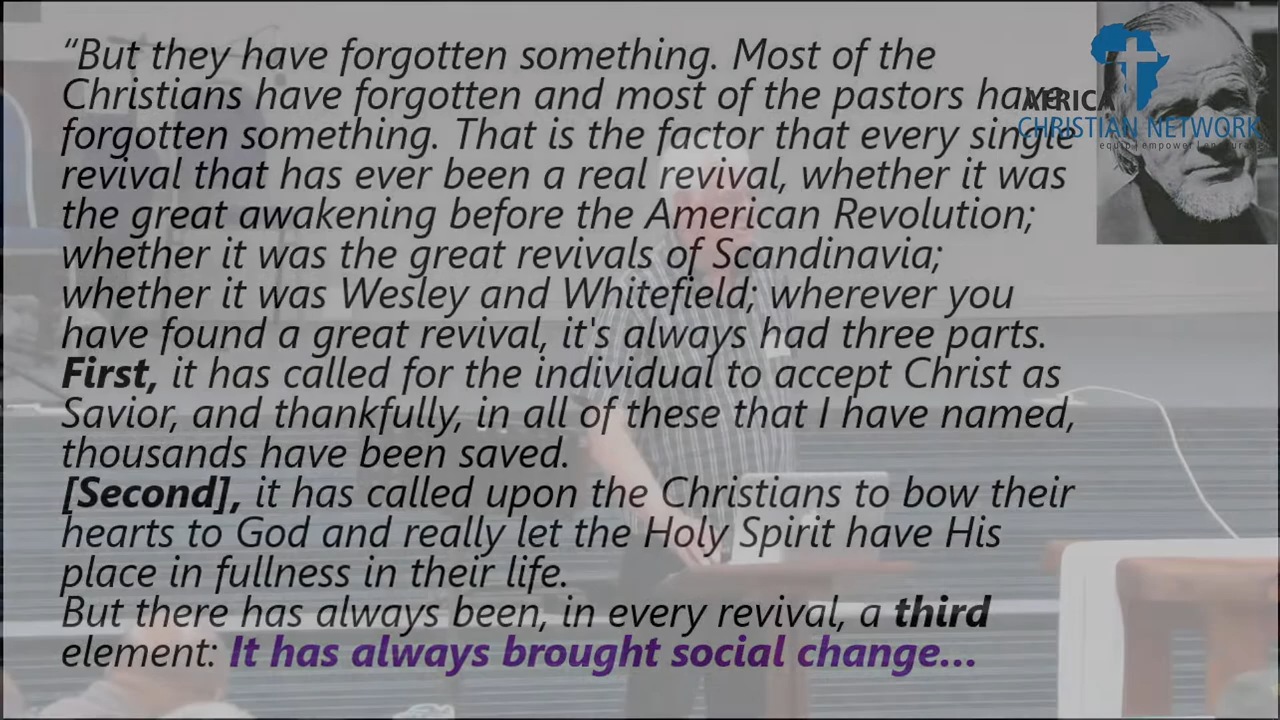 “But they have forgotten something. Most of the
Christians have forgotten and most of the pastors have
forgotten something. That is the factor that every single
revival that has ever been a real revival, whether it was
the great awakening before the American Revolution;
whether it was the great revivals of Scandinavia;
whether it was Wesley and Whitefield; wherever you
have found a great revival, it's always had three parts.
First, it has called for the individual to accept Christ as
Savior, and thankfully, in all of these that I have named,
thousands have been saved.
[Second], it has called upon the Christians to bow their
hearts to God and really let the Holy Spirit have His
place in fullness in their life.
But there has always been, in every revival, a third
element: It has always brought social change...
AFRICA
CHRISTIAN NETWORK
equip|empower|